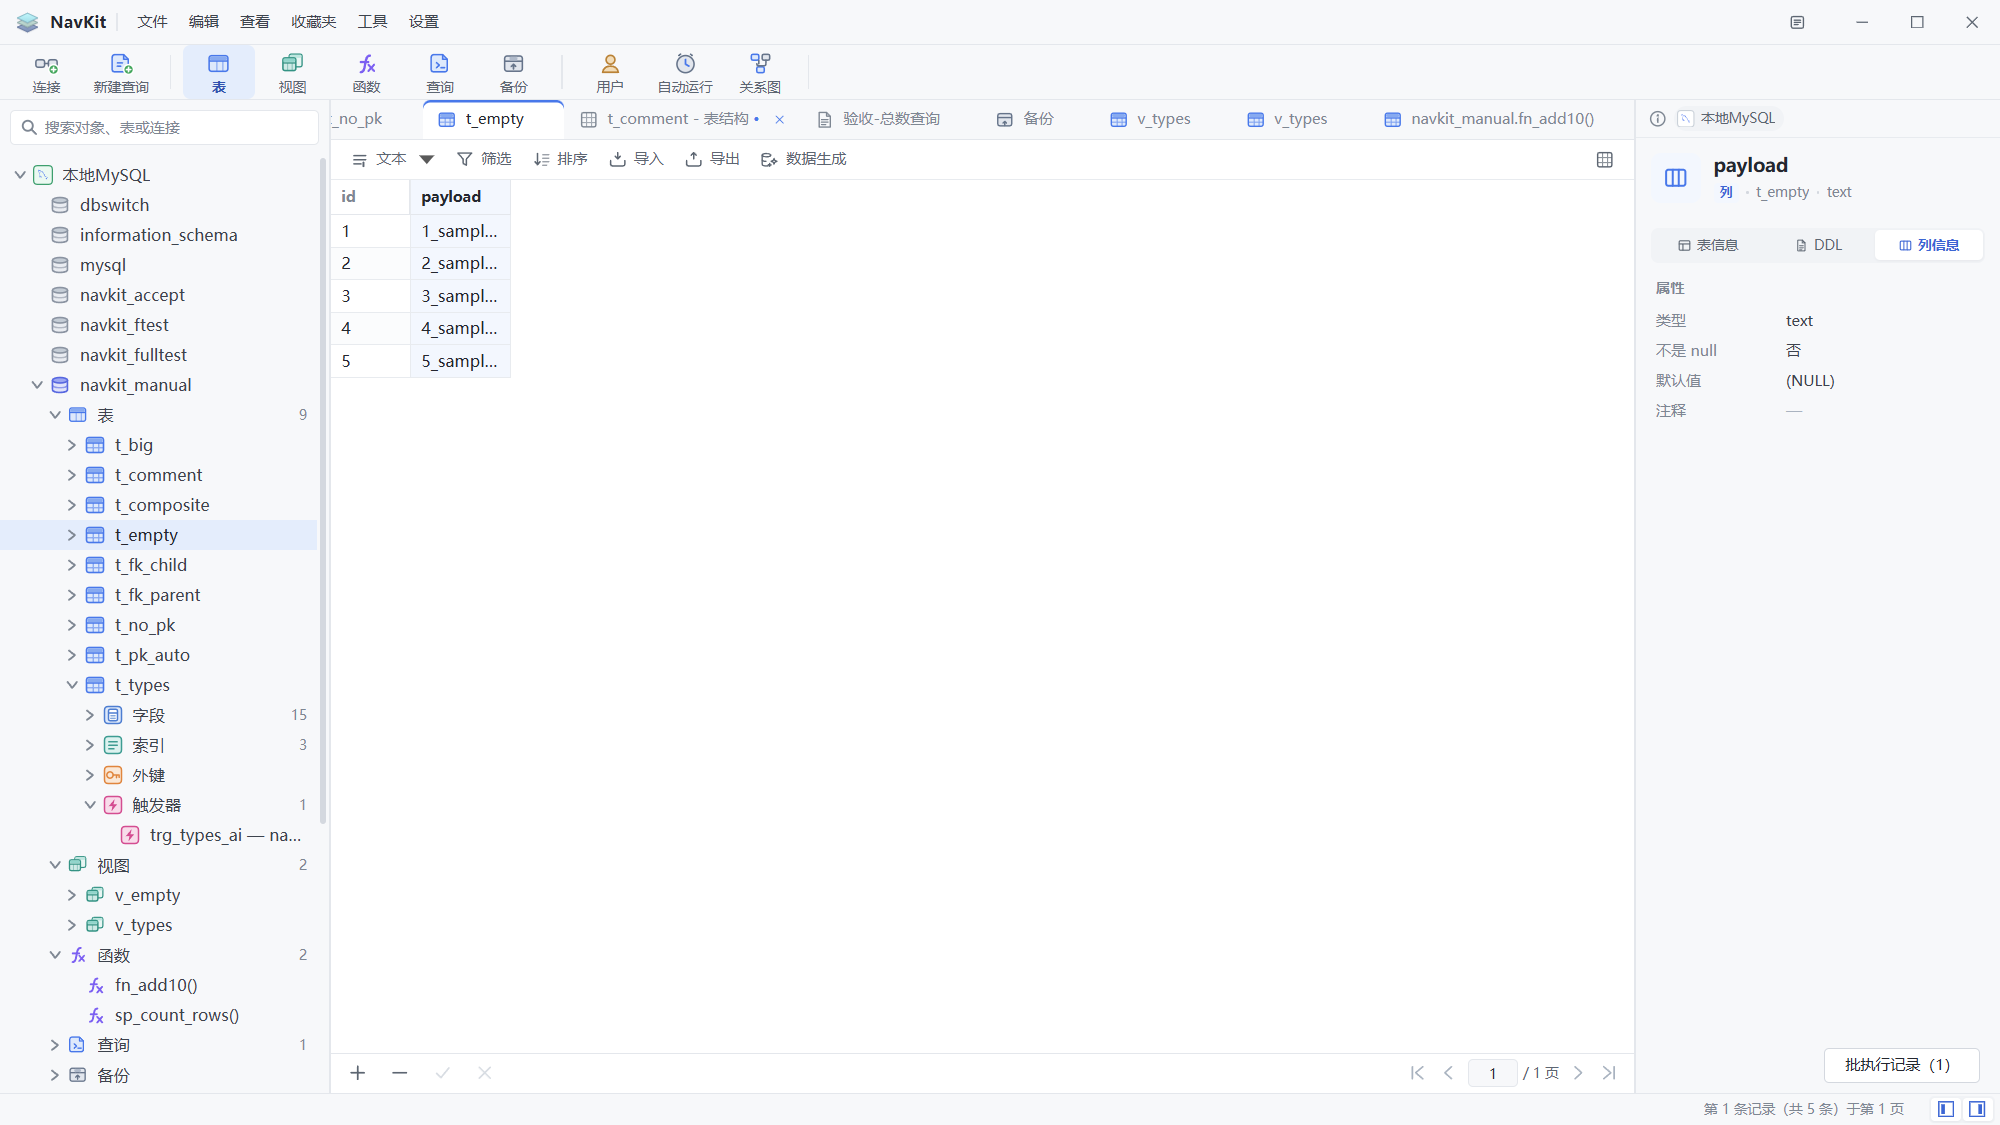 NavKit 文件 编辑 查看 收藏夹 工具 设置
连接 新建查询 表 视图 函数 查询 备份 用户 自动运行 关系图
搜索对象、表或连接
本地MySQL
dbswitch
information_schema
mysql
navkit_accept
navkit_ftest
navkit_fulltest
navkit_manual
表 9
t_big
t_comment
t_composite
t_empty
t_fk_child
t_fk_parent
t_no_pk
t_pk_auto
t_types
字段 15
索引 3
外键
触发器 1
trg_types_ai — na...
视图 2
v_empty
v_types
函数 2
fn_add10()
sp_count_rows()
查询 1
备份
t_no_pk t_empty t_comment - 表结构 • 验收-总数查询 备份 v_types v_types navkit_manual.fn_add10()
文本 筛选 排序 导入 导出 数据生成
id payload
1 1_sampl...
2 2_sampl...
3 3_sampl...
4 4_sampl...
5 5_sampl...
1 / 1 页
本地MySQL
payload
列 · t_empty · text
表信息 DDL 列信息
属性
类型 text
不是 null 否
默认值 (NULL)
注释 —
批执行记录（1）
第 1 条记录（共 5 条）于第 1 页